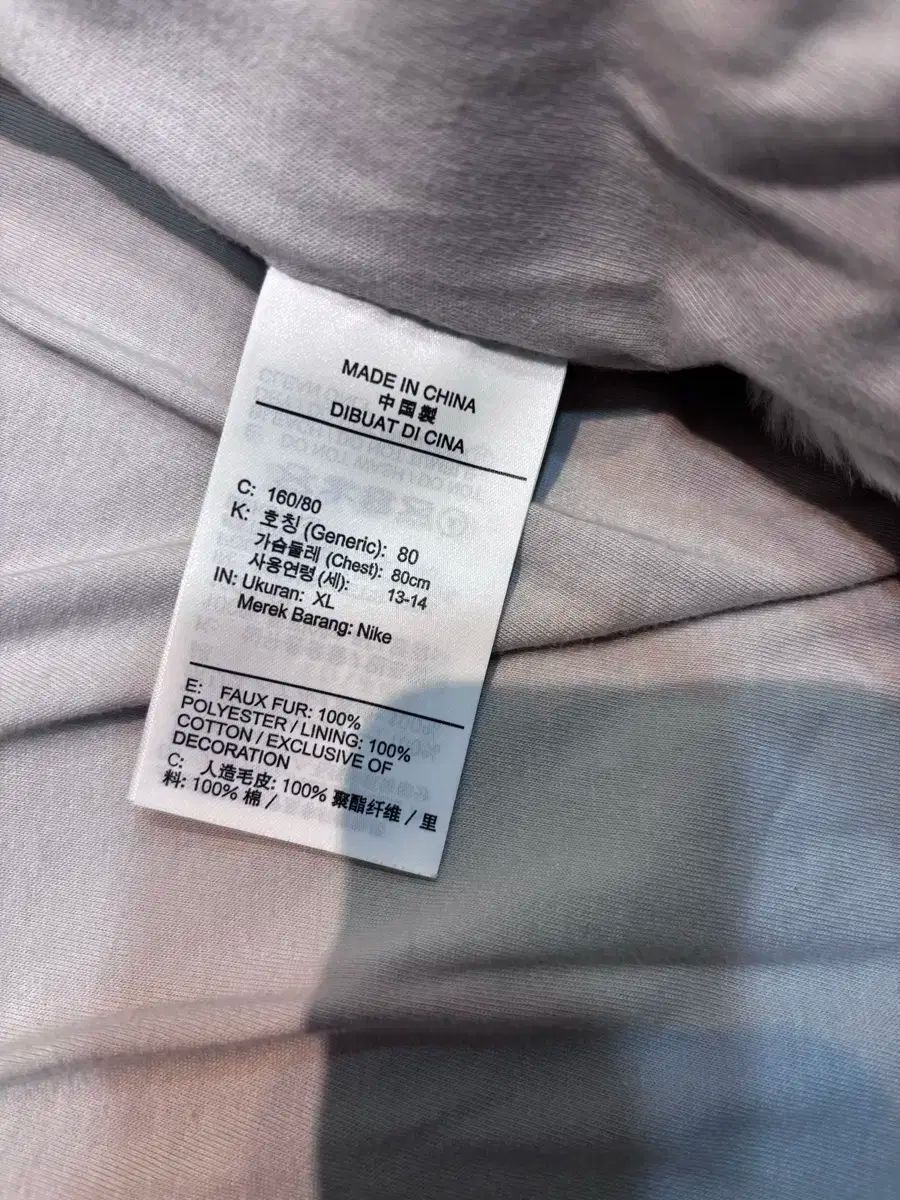 MADE IN CHINA
中国製
DIBUAT DI CINA
C: 160/80
K: 호칭 (Generic): 80
가슴둘레 (Chest): 80cm
사용연령 (세): 13-14
IN: Ukuran: XL
Merek Barang: Nike
E: FAUX FUR: 100%
POLYESTER / LINING: 100%
COTTON / EXCLUSIVE OF
DECORATION
C: 人造毛皮: 100% 聚酯纤维 / 里
料: 100% 棉 /